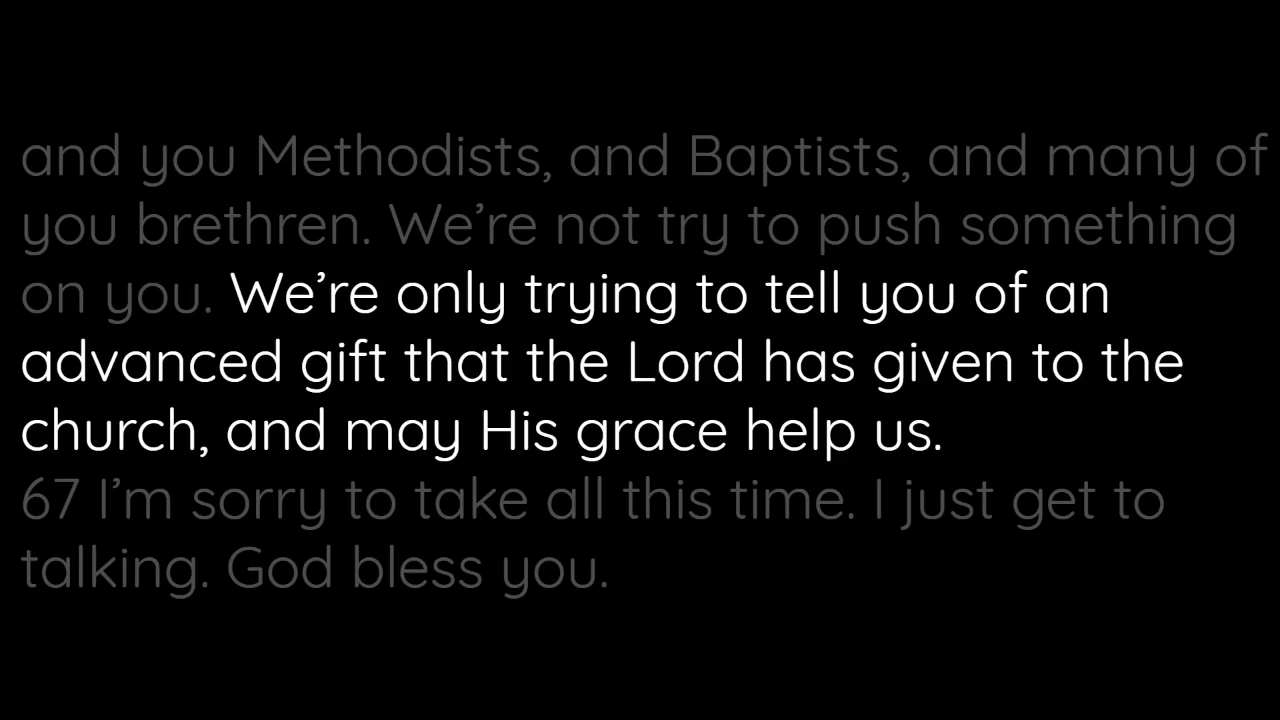 and you Methodists, and Baptists, and many of
you brethren. We’re not try to push something
on you. We’re only trying to tell you of an
advanced gift that the Lord has given to the
church, and may His grace help us.
67 I’m sorry to take all this time. I just get to
talking. God bless you.